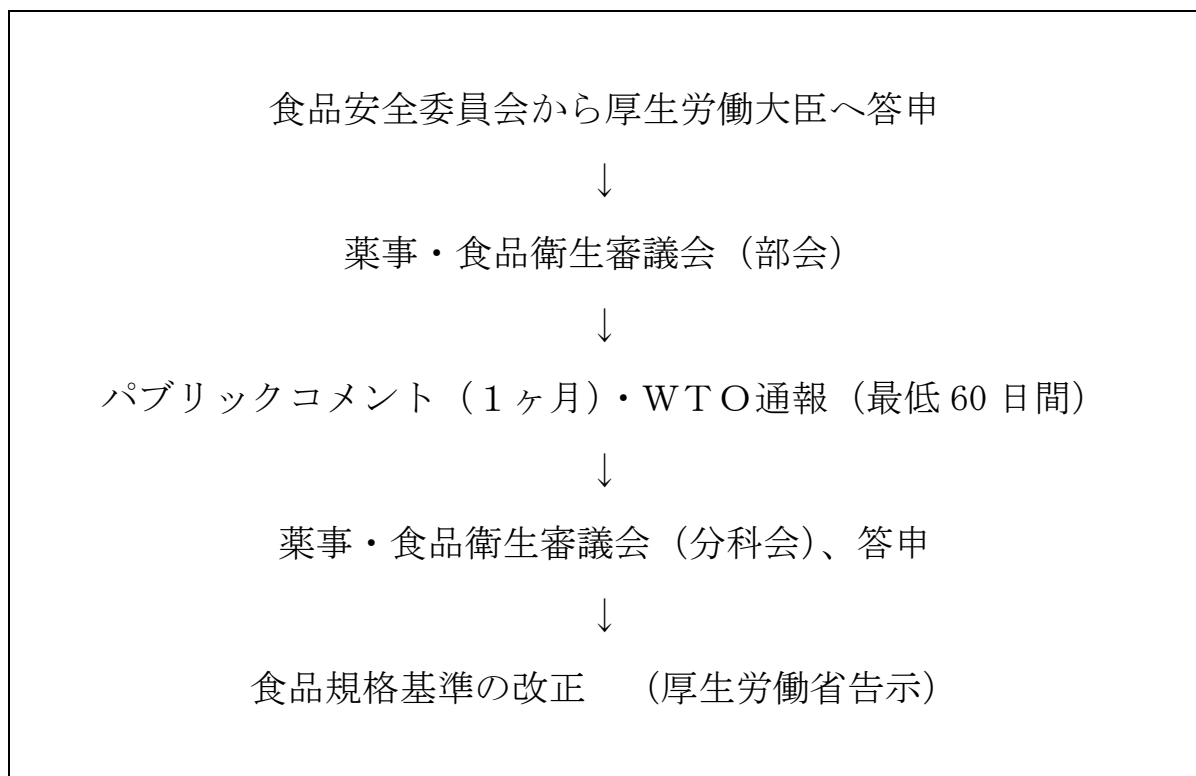 食品安全委員会から厚生労働大臣へ答申
↓
薬事・食品衛生審議会（部会）
↓
パブリックコメント（１ヶ月）・ＷＴＯ通報（最低 60 日間）
↓
薬事・食品衛生審議会（分科会）、答申
↓
食品規格基準の改正　（厚生労働省告示）